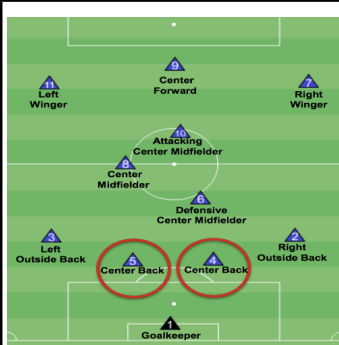 9
Center
Forward
11
Left
Winger
7
Right
Winger
10
Attacking
Center Midfielder
8
Center
Midfielder
6
Defensive
Center Midfielder
3
Left
Outside Back
2
Right
Outside Back
5
Center Back
4
Center Back
1
Goalkeeper